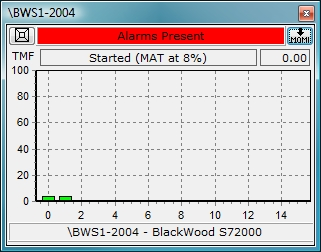 \BWS1-2004
Alarms Present
MOMI
TMF
Started (MAT at 8%)
0.00
100
80
60
40
20
0
0 2 4 6 8 10 12 14
\BWS1-2004 - BlackWood S72000